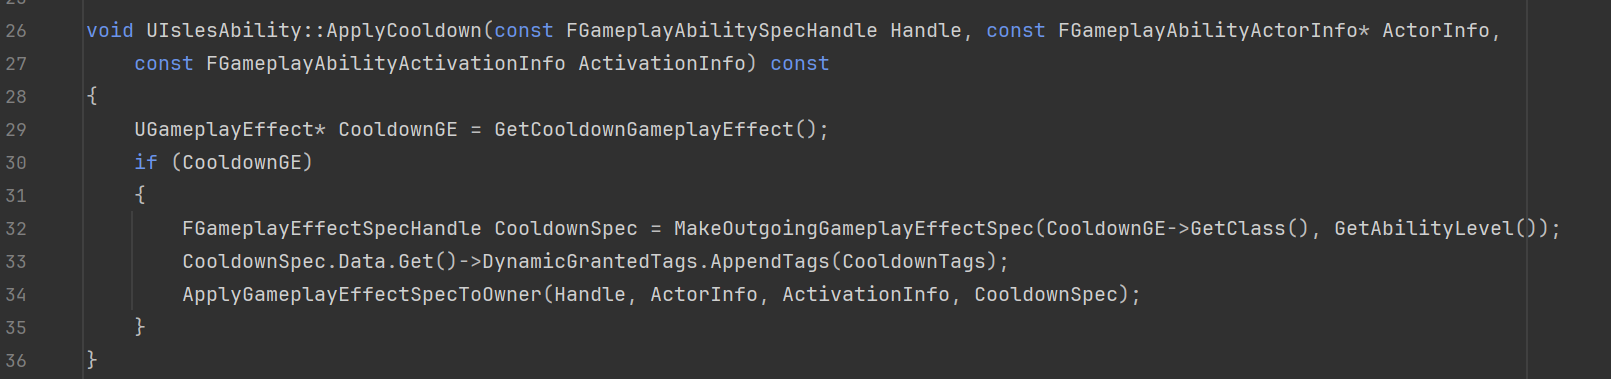 26 void UIslesAbility::ApplyCooldown(const FGameplayAbilitySpecHandle Handle, const FGameplayAbilityActorInfo* ActorInfo,
27     const FGameplayAbilityActivationInfo ActivationInfo) const
28 {
29     UGameplayEffect* CooldownGE = GetCooldownGameplayEffect();
30     if (CooldownGE)
31     {
32         FGameplayEffectSpecHandle CooldownSpec = MakeOutgoingGameplayEffectSpec(CooldownGE->GetClass(), GetAbilityLevel());
33         CooldownSpec.Data.Get()->DynamicGrantedTags.AppendTags(CooldownTags);
34         ApplyGameplayEffectSpecToOwner(Handle, ActorInfo, ActivationInfo, CooldownSpec);
35     }
36 }